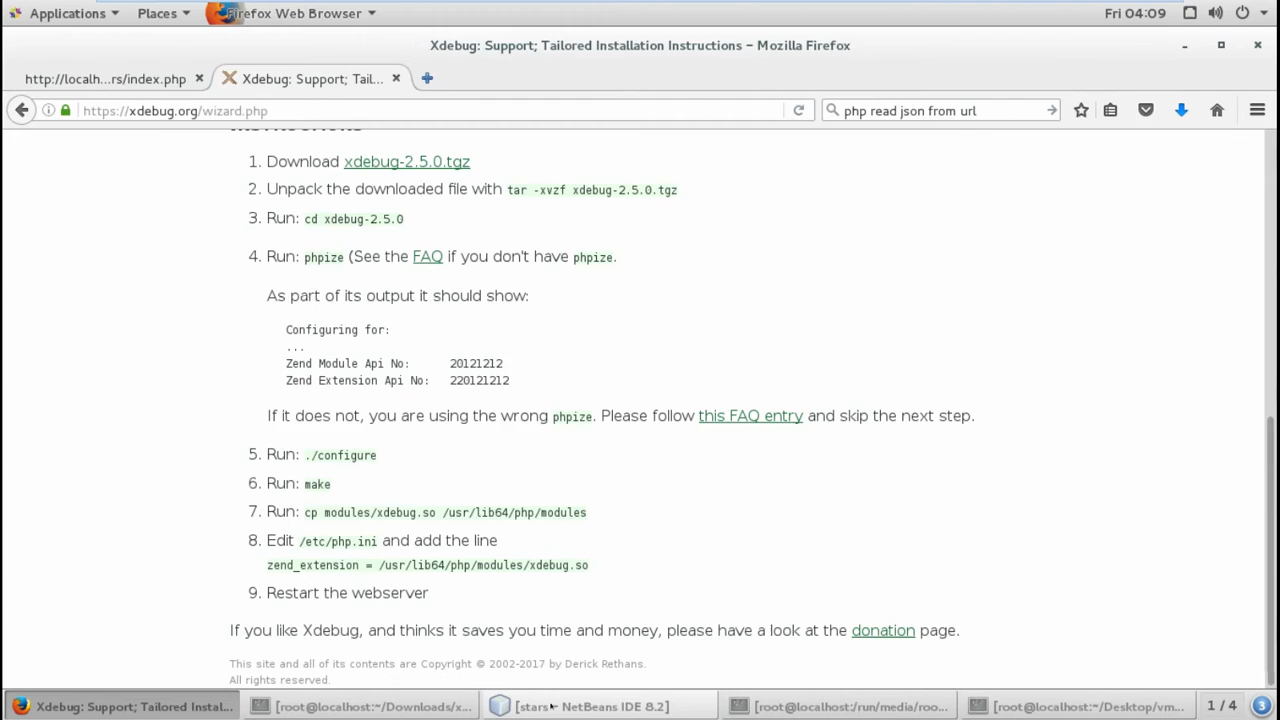 Applications Places Firefox Web Browser Fri 04:09
Xdebug: Support; Tailored Installation Instructions – Mozilla Firefox
http://localh...rs/index.php Xdebug: Support; Tail...
https://xdebug.org/wizard.php php read json from url
1. Download xdebug-2.5.0.tgz
2. Unpack the downloaded file with tar -xvzf xdebug-2.5.0.tgz
3. Run: cd xdebug-2.5.0
4. Run: phpize (See the FAQ if you don't have phpize.
As part of its output it should show:
Configuring for:
...
Zend Module Api No: 20121212
Zend Extension Api No: 220121212
If it does not, you are using the wrong phpize. Please follow this FAQ entry and skip the next step.
5. Run: ./configure
6. Run: make
7. Run: cp modules/xdebug.so /usr/lib64/php/modules
8. Edit /etc/php.ini and add the line
zend_extension = /usr/lib64/php/modules/xdebug.so
9. Restart the webserver
If you like Xdebug, and thinks it saves you time and money, please have a look at the donation page.
This site and all of its contents are Copyright © 2002-2017 by Derick Rethans.
All rights reserved.
Xdebug: Support; Tailored Instal... [root@localhost:~/Downloads/x... [stars NetBeans IDE 8.2] [root@localhost:/run/media/roo... [root@localhost:~/Desktop/vm... 1 / 4 3